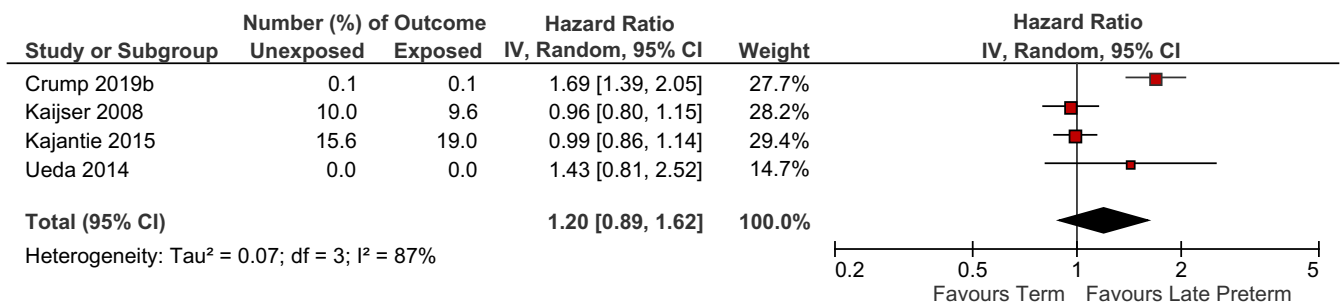 Number (%) of Outcome Hazard Ratio Hazard Ratio
Study or Subgroup Unexposed Exposed IV, Random, 95% CI Weight IV, Random, 95% CI
Crump 2019b 0.1 0.1 1.69 [1.39, 2.05] 27.7%
Kaijser 2008 10.0 9.6 0.96 [0.80, 1.15] 28.2%
Kajantie 2015 15.6 19.0 0.99 [0.86, 1.14] 29.4%
Ueda 2014 0.0 0.0 1.43 [0.81, 2.52] 14.7%
Total (95% CI) 1.20 [0.89, 1.62] 100.0%
Heterogeneity: Tau² = 0.07; df = 3; I² = 87%
0.2 0.5 1 2 5
Favours Term Favours Late Preterm